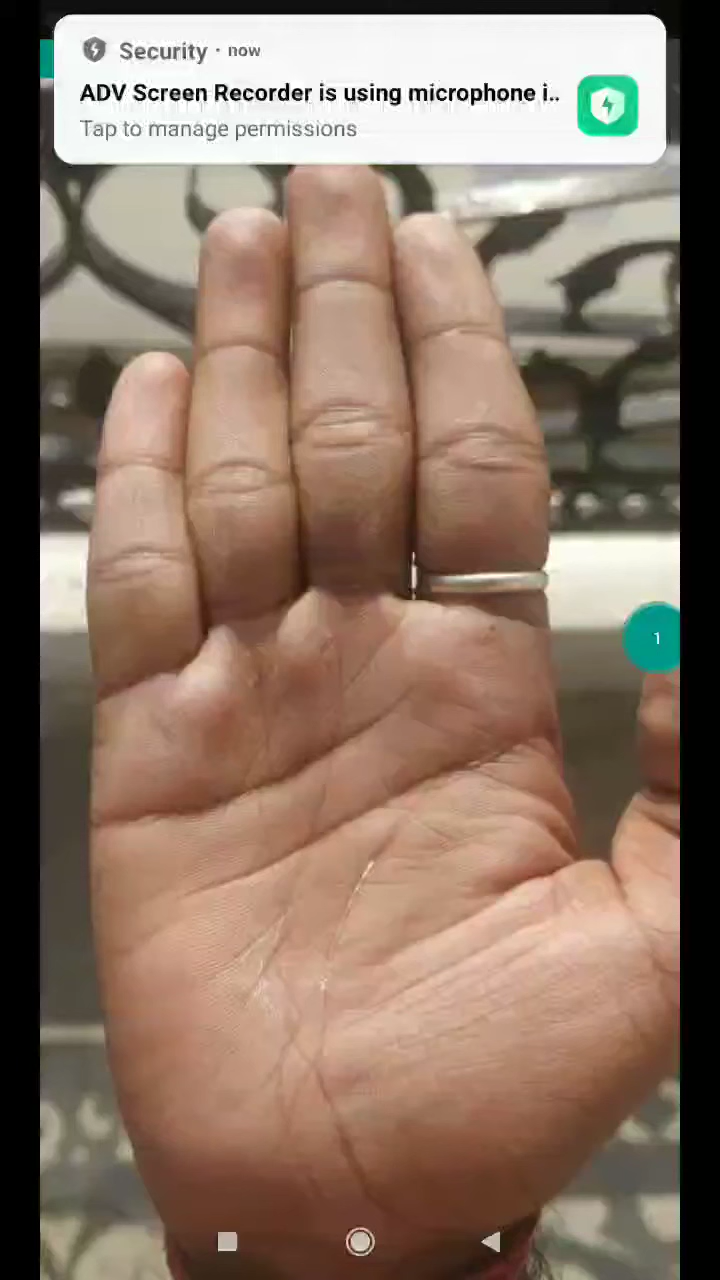 Security · now
ADV Screen Recorder is using microphone i..
Tap to manage permissions
1